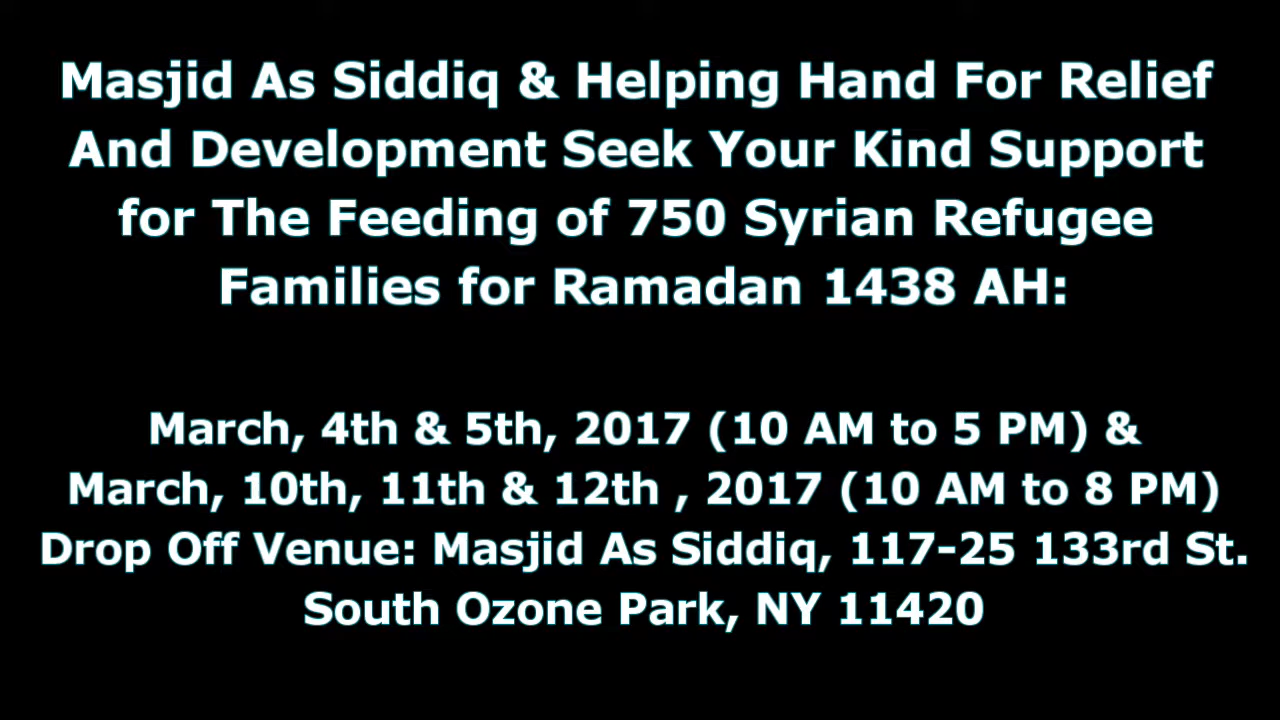 Masjid As Siddiq & Helping Hand For Relief
And Development Seek Your Kind Support
for The Feeding of 750 Syrian Refugee
Families for Ramadan 1438 AH:
March, 4th & 5th, 2017 (10 AM to 5 PM) &
March, 10th, 11th & 12th , 2017 (10 AM to 8 PM)
Drop Off Venue: Masjid As Siddiq, 117-25 133rd St.
South Ozone Park, NY 11420